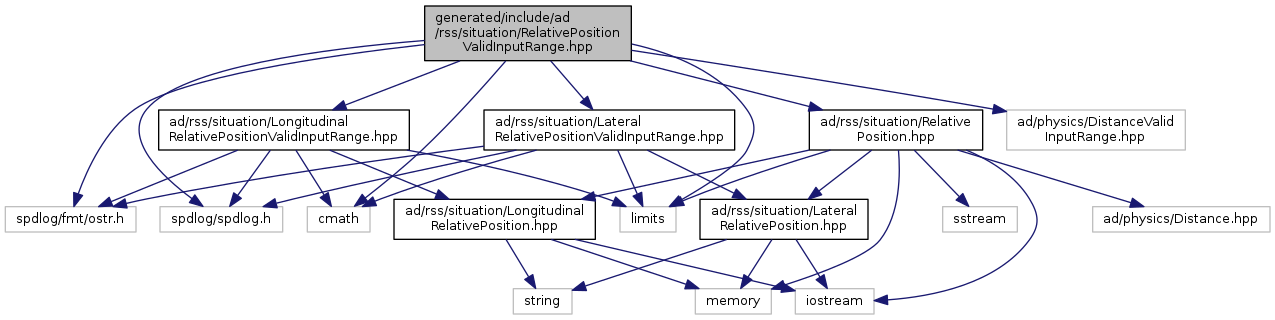 generated/include/ad
/rss/situation/RelativePosition
ValidInputRange.hpp
ad/rss/situation/Longitudinal
RelativePositionValidInputRange.hpp
ad/rss/situation/Lateral
RelativePositionValidInputRange.hpp
ad/rss/situation/Relative
Position.hpp
ad/physics/DistanceValid
InputRange.hpp
spdlog/fmt/ostr.h
spdlog/spdlog.h
cmath
ad/rss/situation/Longitudinal
RelativePosition.hpp
limits
ad/rss/situation/Lateral
RelativePosition.hpp
sstream
ad/physics/Distance.hpp
string
memory
iostream